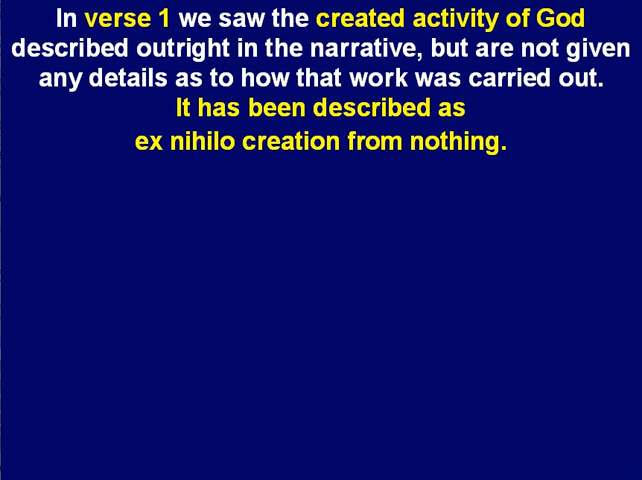 In verse 1 we saw the created activity of God
described outright in the narrative, but are not given
any details as to how that work was carried out.
It has been described as
ex nihilo creation from nothing.